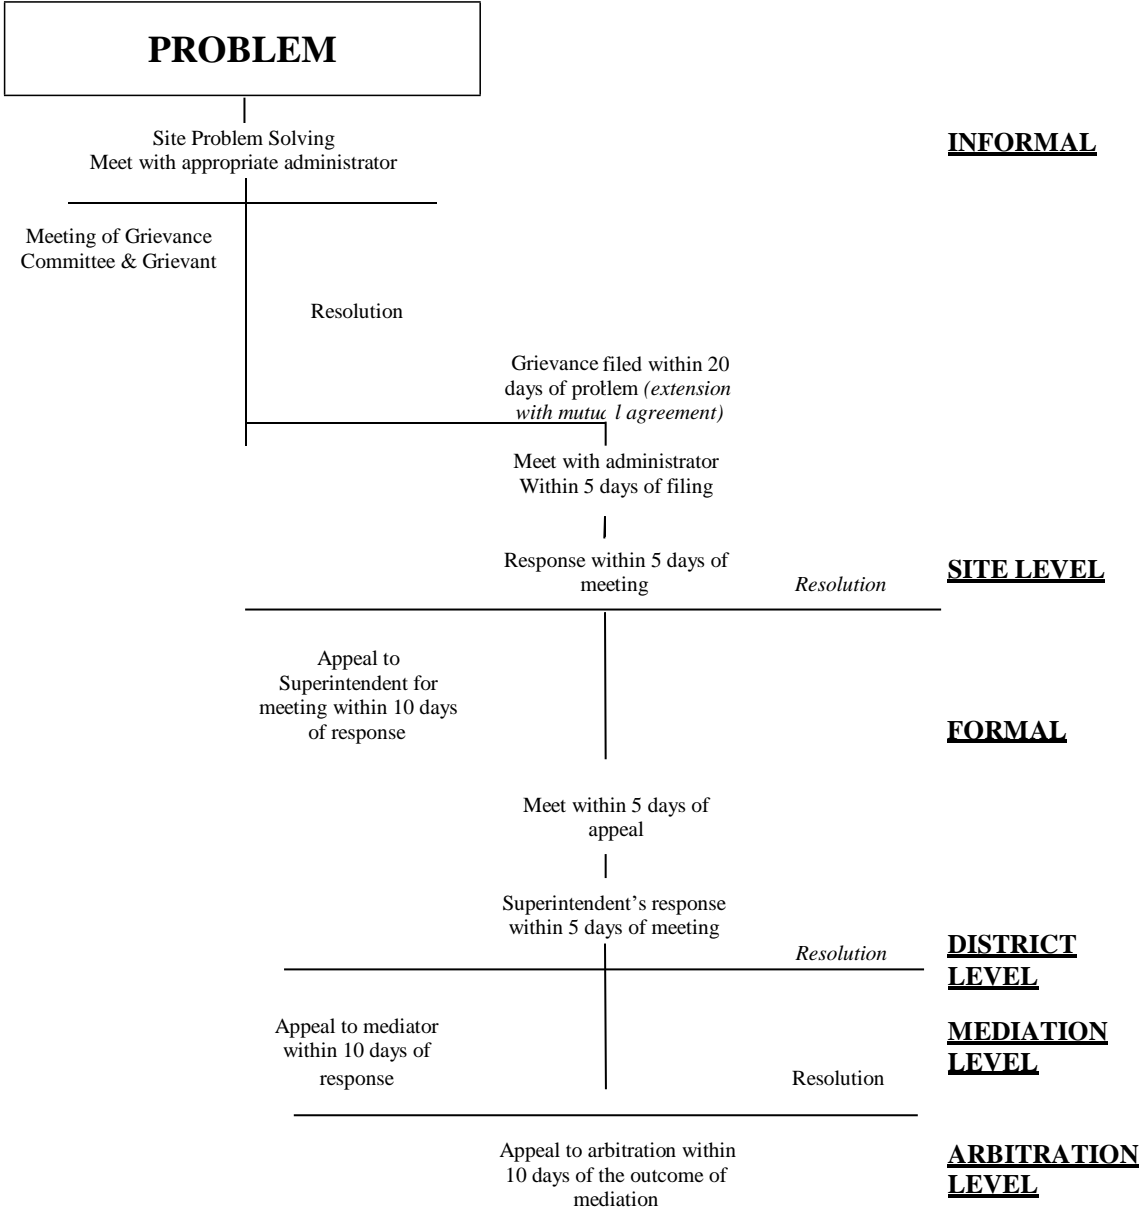 PROBLEM
Site Problem Solving
Meet with appropriate administrator
INFORMAL
Meeting of Grievance
Committee & Grievant
Resolution
Grievance filed within 20
days of problem (extension
with mutual agreement)
Meet with administrator
Within 5 days of filing
Response within 5 days of
meeting
Resolution
SITE LEVEL
Appeal to
Superintendent for
meeting within 10 days
of response
FORMAL
Meet within 5 days of
appeal
Superintendent’s response
within 5 days of meeting
Resolution
DISTRICT
LEVEL
Appeal to mediator
within 10 days of
response
Resolution
MEDIATION
LEVEL
Appeal to arbitration within
10 days of the outcome of
mediation
ARBITRATION
LEVEL